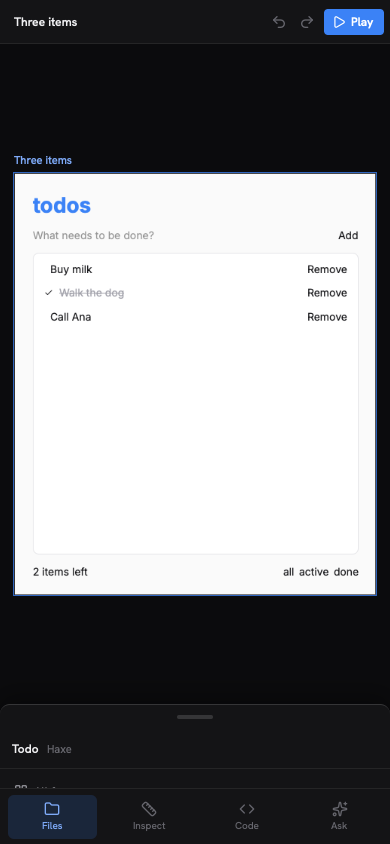 Three items
Play
Three items
todos
What needs to be done? Add
Buy milk Remove
Walk the dog Remove
Call Ana Remove
2 items left all active done
Todo Haxe
Files Inspect Code Ask